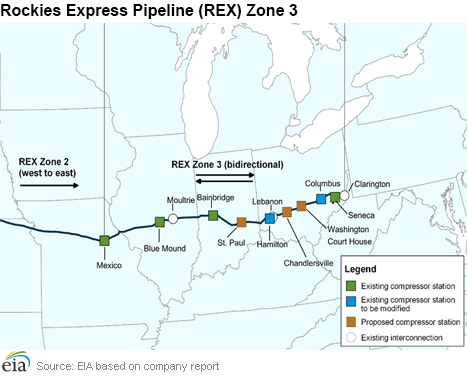 Rockies Express Pipeline (REX) Zone 3
REX Zone 2
(west to east)
REX Zone 3 (bidirectional)
Mexico
Blue Mound
Moultrie
Bainbridge
St. Paul
Lebanon
Hamilton
Chandlersville
Washington
Court House
Columbus
Seneca
Clarington
Legend
Existing compressor station
Existing compressor station
to be modified
Proposed compressor station
Existing interconnection
eia
Source: EIA based on company report